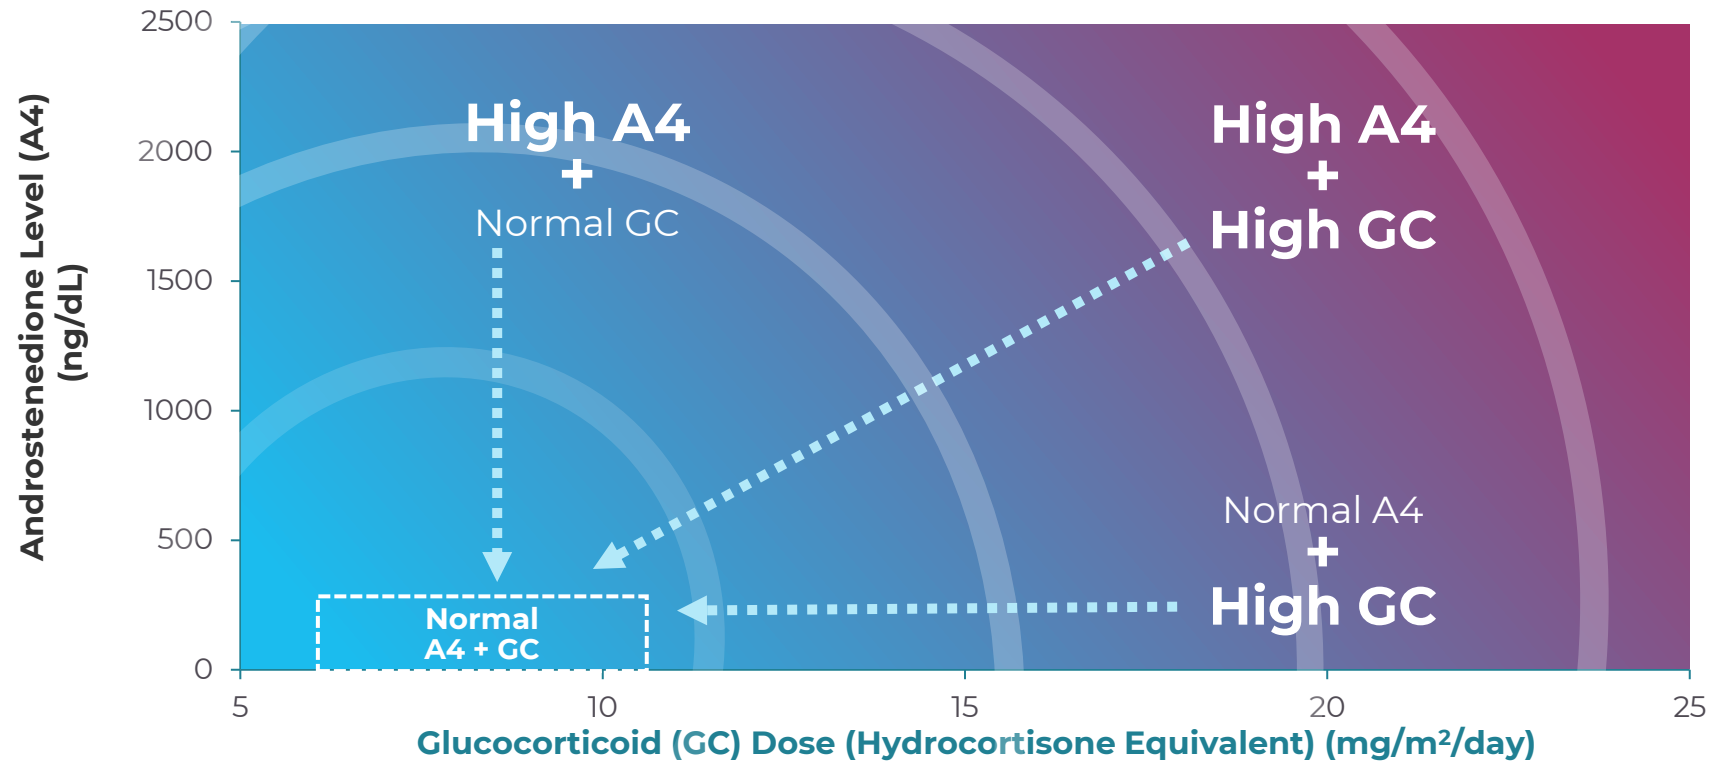 Androstenedione Level (A4)
(ng/dL)
2500
2000
1500
1000
500
0
High A4
+
Normal GC
High A4
+
High GC
Normal A4
+
High GC
Normal
A4 + GC
5
10
15
20
25
Glucocorticoid (GC) Dose (Hydrocortisone Equivalent) (mg/m²/day)